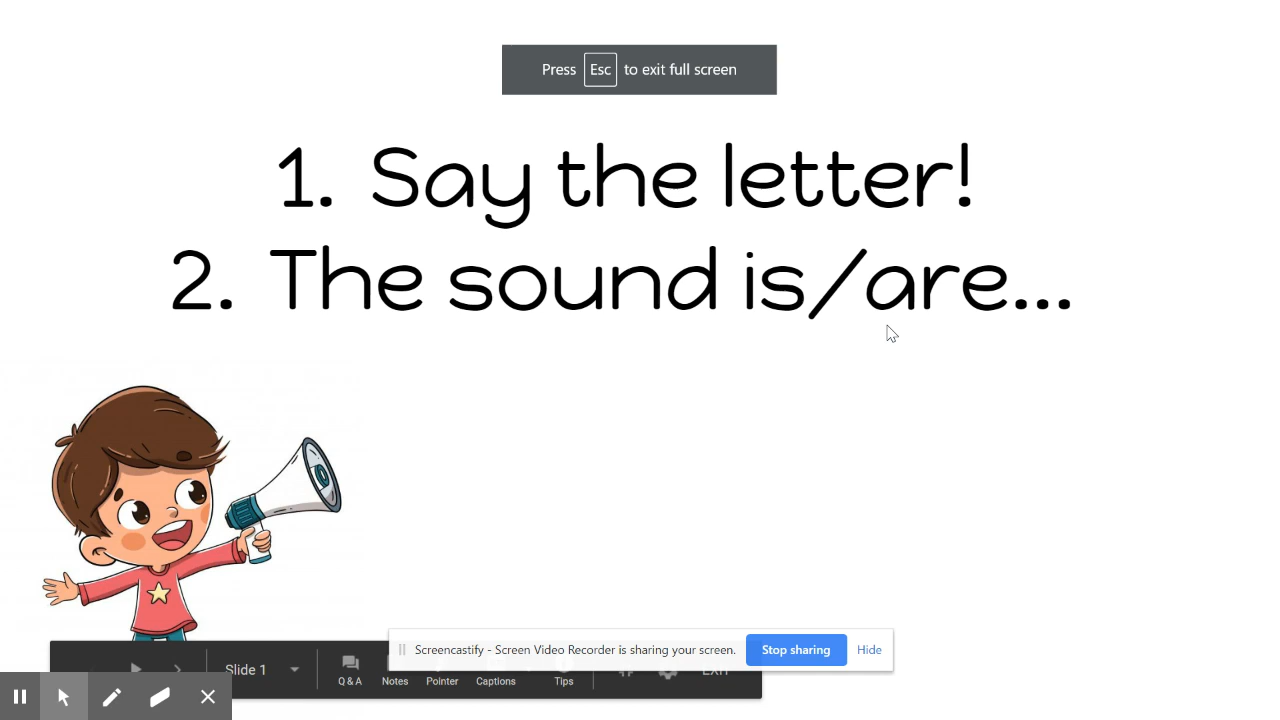 Press Esc to exit full screen
1. Say the letter!
2. The sound is/are...
Screencastify - Screen Video Recorder is sharing your screen. Stop sharing Hide
Slide 1
Q & A Notes Pointer Captions Tips EXIT